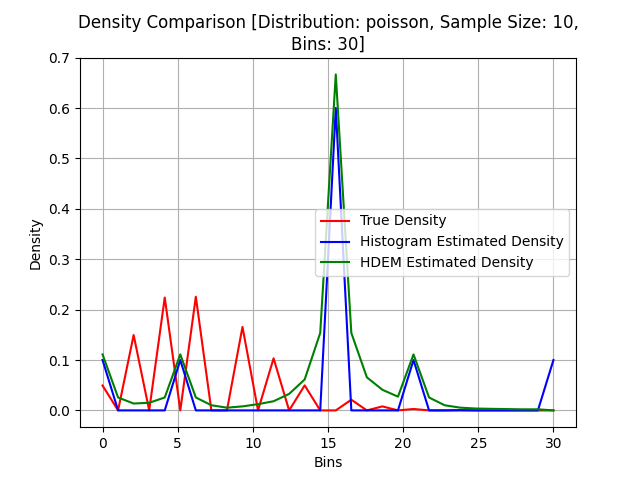 Density Comparison [Distribution: poisson, Sample Size: 10,
Bins: 30]
0.7
0.6
0.5
0.4
0.3
0.2
0.1
0.0
Density
True Density
Histogram Estimated Density
HDEM Estimated Density
0 5 10 15 20 25 30
Bins